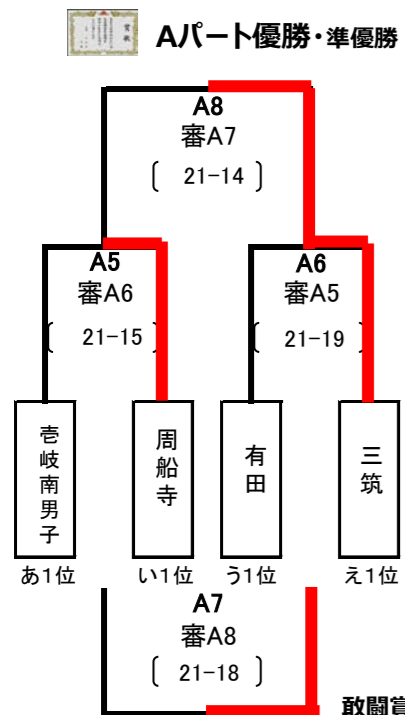 Aパート優勝・準優勝
A8
審A7
〔 21-14 〕
A5
審A6
〔 21-15 〕
A6
審A5
〔 21-19 〕
壱岐南男子
周船寺
有田
三筑
あ1位
い1位
う1位
え1位
A7
審A8
〔 21-18 〕
敢闘賞